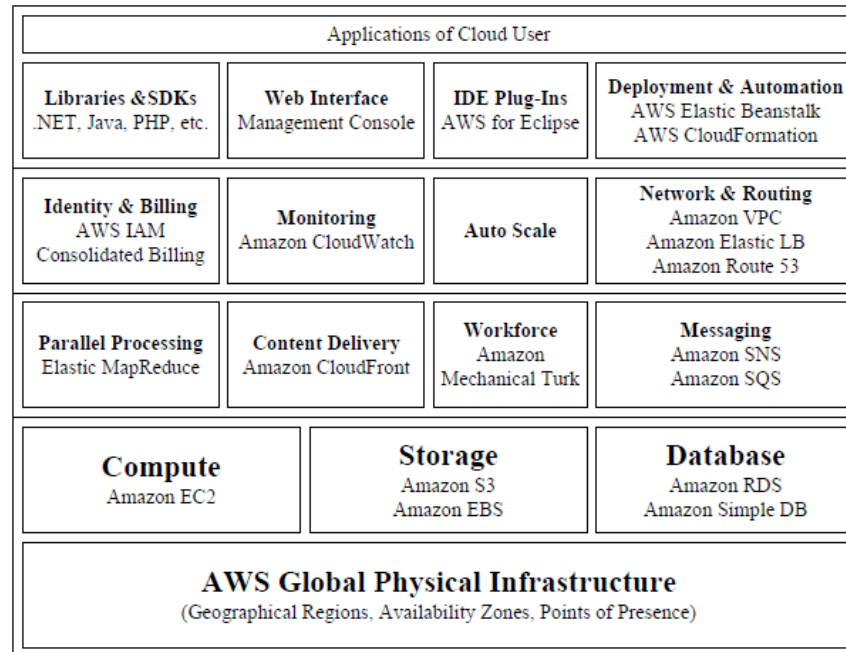 Applications of Cloud User
Libraries &SDKs
.NET, Java, PHP, etc.
Web Interface
Management Console
IDE Plug-Ins
AWS for Eclipse
Deployment & Automation
AWS Elastic Beanstalk
AWS CloudFormation
Identity & Billing
AWS IAM
Consolidated Billing
Monitoring
Amazon CloudWatch
Auto Scale
Network & Routing
Amazon VPC
Amazon Elastic LB
Amazon Route 53
Parallel Processing
Elastic MapReduce
Content Delivery
Amazon CloudFront
Workforce
Amazon
Mechanical Turk
Messaging
Amazon SNS
Amazon SQS
Compute
Amazon EC2
Storage
Amazon S3
Amazon EBS
Database
Amazon RDS
Amazon Simple DB
AWS Global Physical Infrastructure
(Geographical Regions, Availability Zones, Points of Presence)